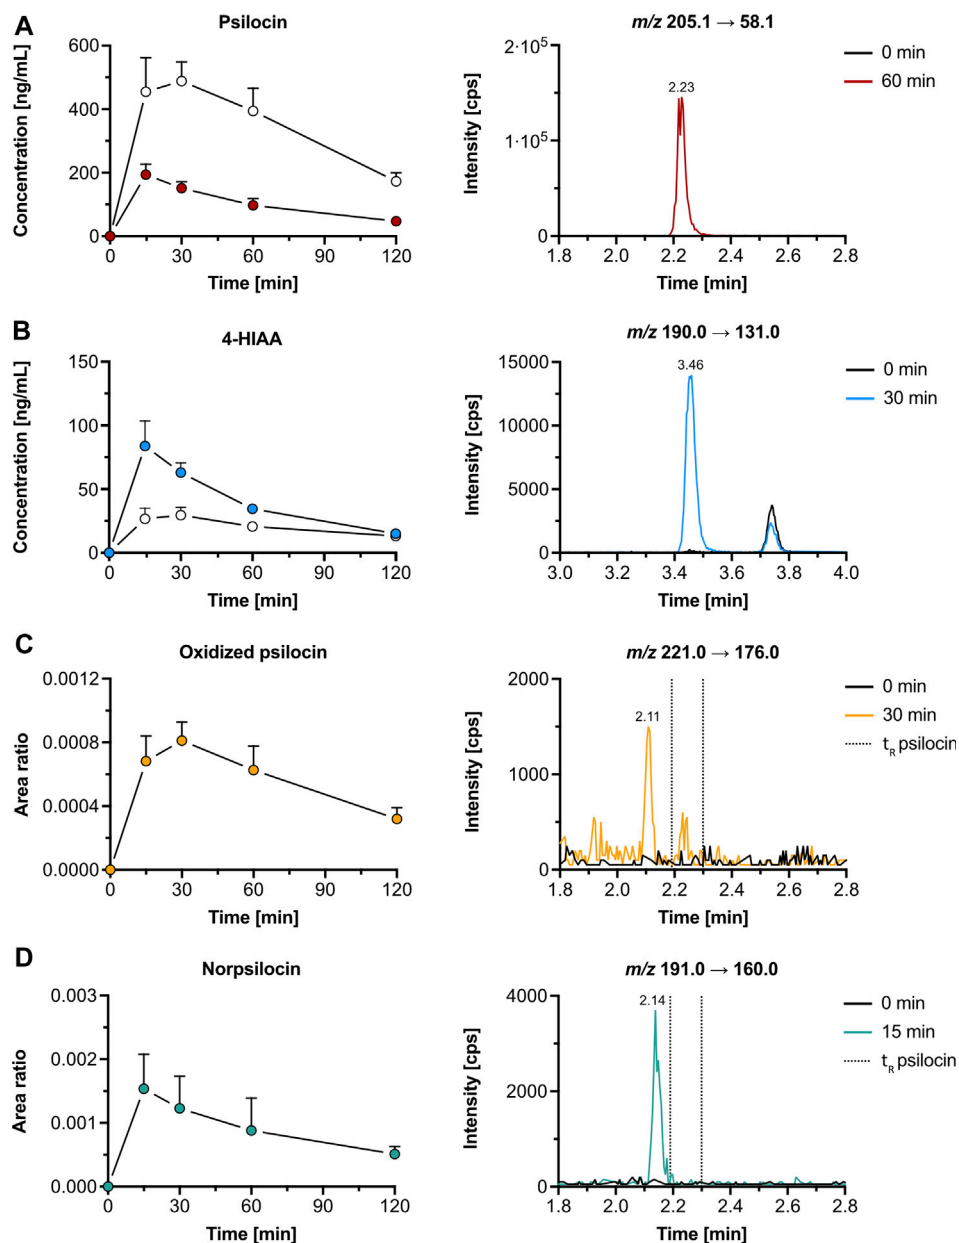 A
Psilocin
Concentration [ng/mL]
600
400
200
0
0 30 60 90 120
Time [min]
m/z 205.1 → 58.1
Intensity [cps]
2·10⁵
1·10⁵
0
2.23
1.8 2.0 2.2 2.4 2.6 2.8
Time [min]
0 min
60 min
B
4-HIAA
Concentration [ng/mL]
150
100
50
0
0 30 60 90 120
Time [min]
m/z 190.0 → 131.0
Intensity [cps]
15000
10000
5000
0
3.46
3.0 3.2 3.4 3.6 3.8 4.0
Time [min]
0 min
30 min
C
Oxidized psilocin
Area ratio
0.0012
0.0008
0.0004
0.0000
0 30 60 90 120
Time [min]
m/z 221.0 → 176.0
Intensity [cps]
2000
1000
0
2.11
1.8 2.0 2.2 2.4 2.6 2.8
Time [min]
0 min
30 min
tR psilocin
D
Norpsilocin
Area ratio
0.003
0.002
0.001
0.000
0 30 60 90 120
Time [min]
m/z 191.0 → 160.0
Intensity [cps]
4000
2000
0
2.14
1.8 2.0 2.2 2.4 2.6 2.8
Time [min]
0 min
15 min
tR psilocin